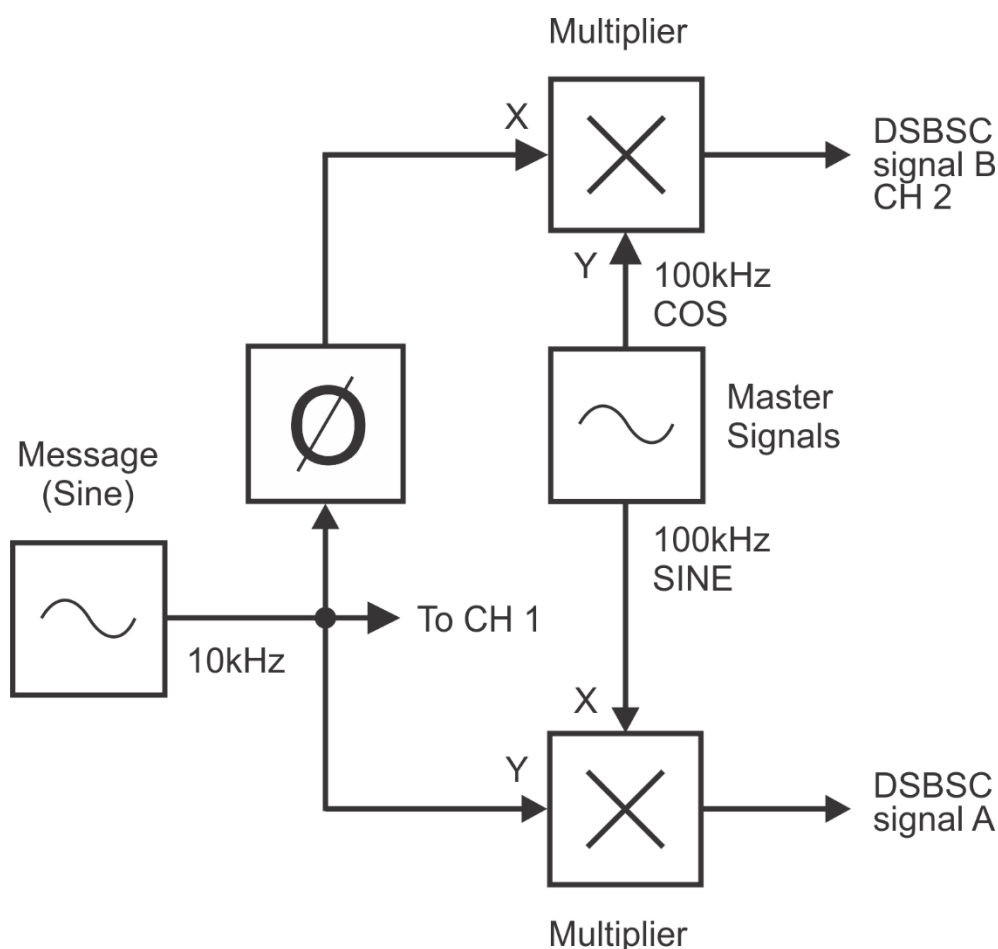 Multiplier
X
DSBSC
signal B
CH 2
Y
100kHz
COS
Ø
Master
Signals
Message
(Sine)
100kHz
SINE
To CH 1
10kHz
X
Y
DSBSC
signal A
Multiplier